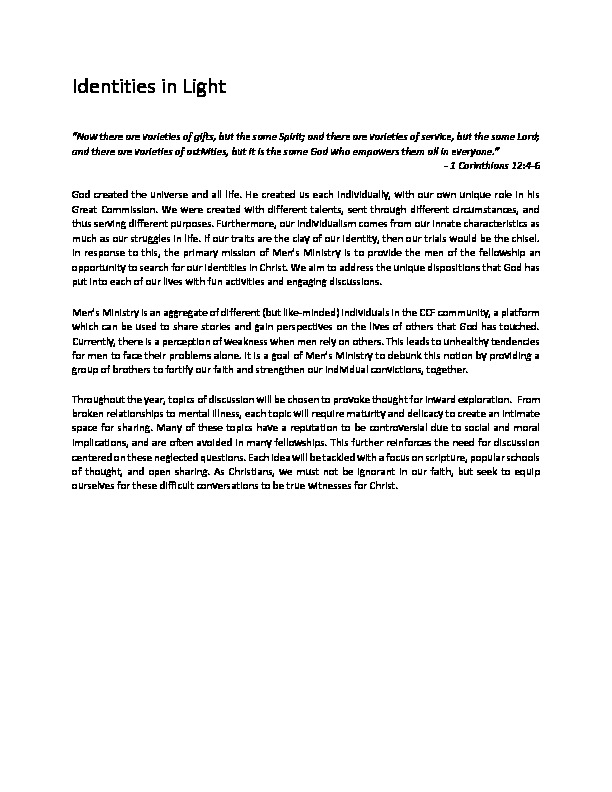 Identities in Light
"Now there are varieties of gifts, but the same Spirit; and there are varieties of service, but the same Lord;
and there are varieties of activities, but it is the same God who empowers them all in everyone."
- 1 Corinthians 12:4-6
God created the universe and all life. He created us each individually, with our own unique role in his
Great Commission. We were created with different talents, sent through different circumstances, and
thus serving different purposes. Furthermore, our individualism comes from our innate characteristics as
much as our struggles in life. If our traits are the clay of our identity, then our trials would be the chisel.
In response to this, the primary mission of Men's Ministry is to provide the men of the fellowship an
opportunity to search for our identities in Christ. We aim to address the unique dispositions that God has
put into each of our lives with fun activities and engaging discussions.
Men's Ministry is an aggregate of different (but like-minded) individuals in the CCF community, a platform
which can be used to share stories and gain perspectives on the lives of others that God has touched.
Currently, there is a perception of weakness when men rely on others. This leads to unhealthy tendencies
for men to face their problems alone. It is a goal of Men's Ministry to debunk this notion by providing a
group of brothers to fortify our faith and strengthen our individual convictions, together.
Throughout the year, topics of discussion will be chosen to provoke thought for inward exploration. From
broken relationships to mental illness, each topic will require maturity and delicacy to create an intimate
space for sharing. Many of these topics have a reputation to be controversial due to social and moral
implications, and are often avoided in many fellowships. This further reinforces the need for discussion
centered on these neglected questions. Each idea will be tackled with a focus on scripture, popular schools
of thought, and open sharing. As Christians, we must not be ignorant in our faith, but seek to equip
ourselves for these difficult conversations to be true witnesses for Christ.